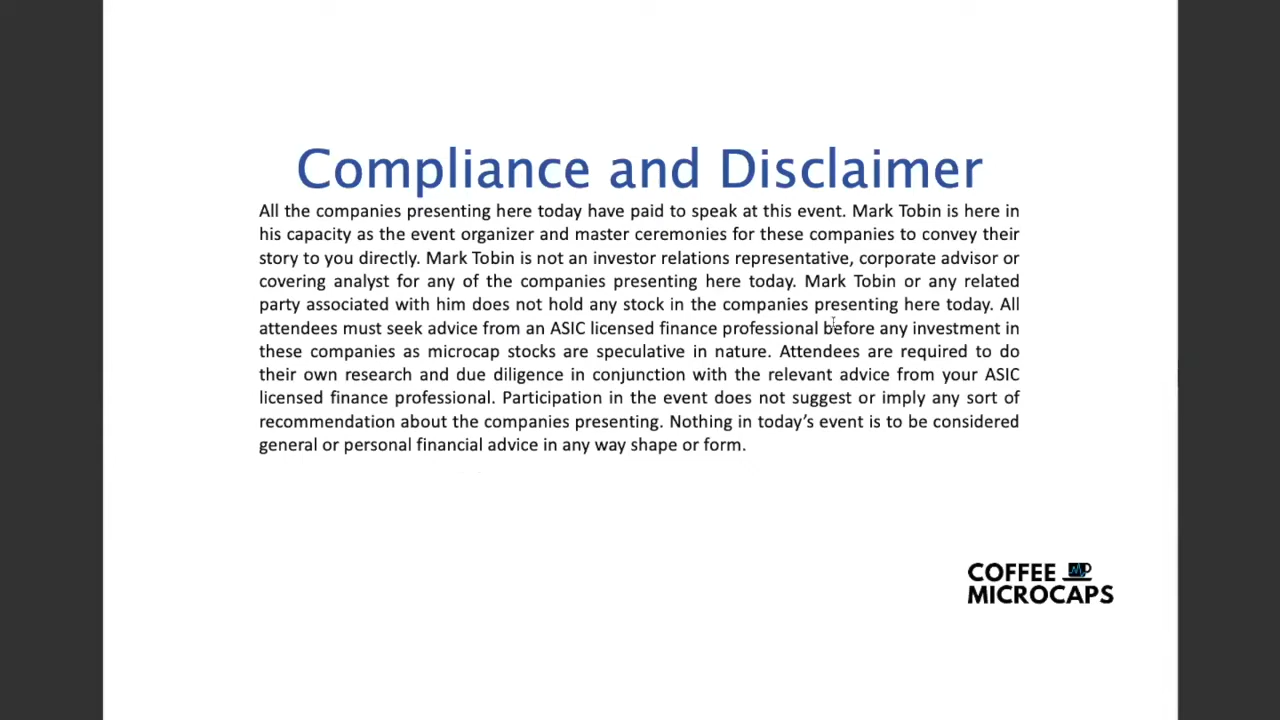 Compliance and Disclaimer
All the companies presenting here today have paid to speak at this event. Mark Tobin is here in
his capacity as the event organizer and master ceremonies for these companies to convey their
story to you directly. Mark Tobin is not an investor relations representative, corporate advisor or
covering analyst for any of the companies presenting here today. Mark Tobin or any related
party associated with him does not hold any stock in the companies presenting here today. All
attendees must seek advice from an ASIC licensed finance professional before any investment in
these companies as microcap stocks are speculative in nature. Attendees are required to do
their own research and due diligence in conjunction with the relevant advice from your ASIC
licensed finance professional. Participation in the event does not suggest or imply any sort of
recommendation about the companies presenting. Nothing in today’s event is to be considered
general or personal financial advice in any way shape or form.
COFFEE
MICROCAPS